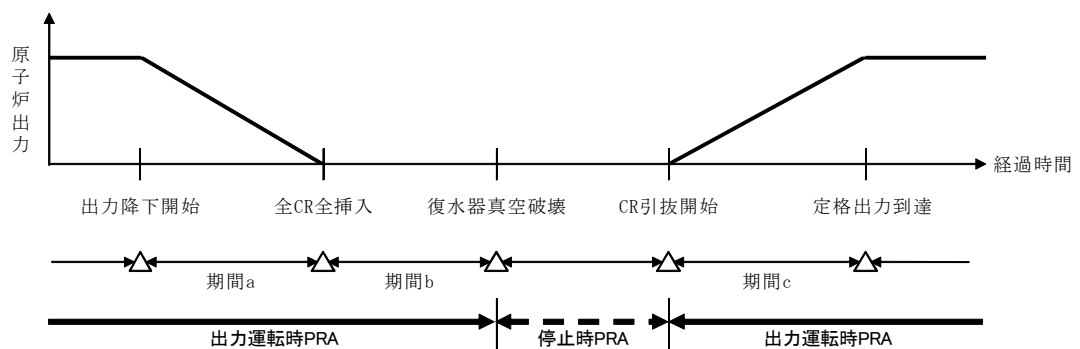 原子炉出力
経過時間
出力降下開始
全CR全挿入
復水器真空破壊
CR引抜開始
定格出力到達
期間a
期間b
期間c
出力運転時PRA
停止時PRA
出力運転時PRA